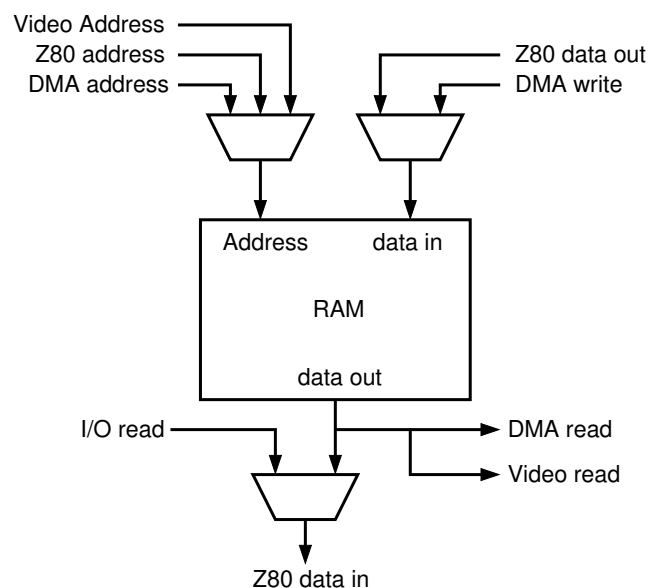 Video Address
Z80 address
DMA address
Z80 data out
DMA write
Address
data in
RAM
data out
I/O read
DMA read
Video read
Z80 data in